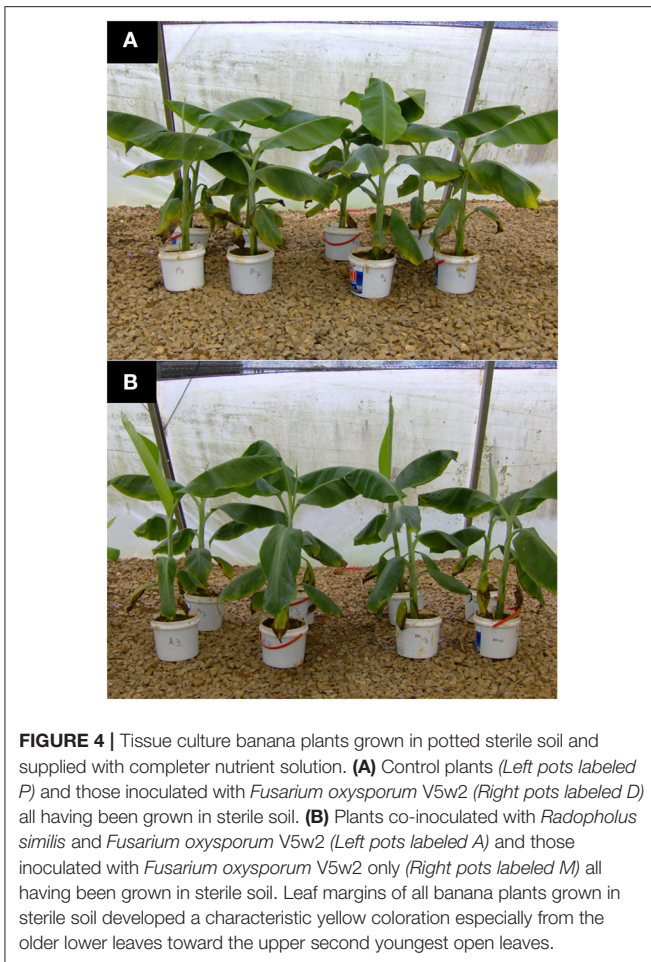 A
P11
B
A3
M13
FIGURE 4 | Tissue culture banana plants grown in potted sterile soil and
supplied with completer nutrient solution. (A) Control plants (Left pots labeled
P) and those inoculated with Fusarium oxysporum V5w2 (Right pots labeled D)
all having been grown in sterile soil. (B) Plants co-inoculated with Radopholus
similis and Fusarium oxysporum V5w2 (Left pots labeled A) and those
inoculated with Fusarium oxysporum V5w2 only (Right pots labeled M) all
having been grown in sterile soil. Leaf margins of all banana plants grown in
sterile soil developed a characteristic yellow coloration especially from the
older lower leaves toward the upper second youngest open leaves.